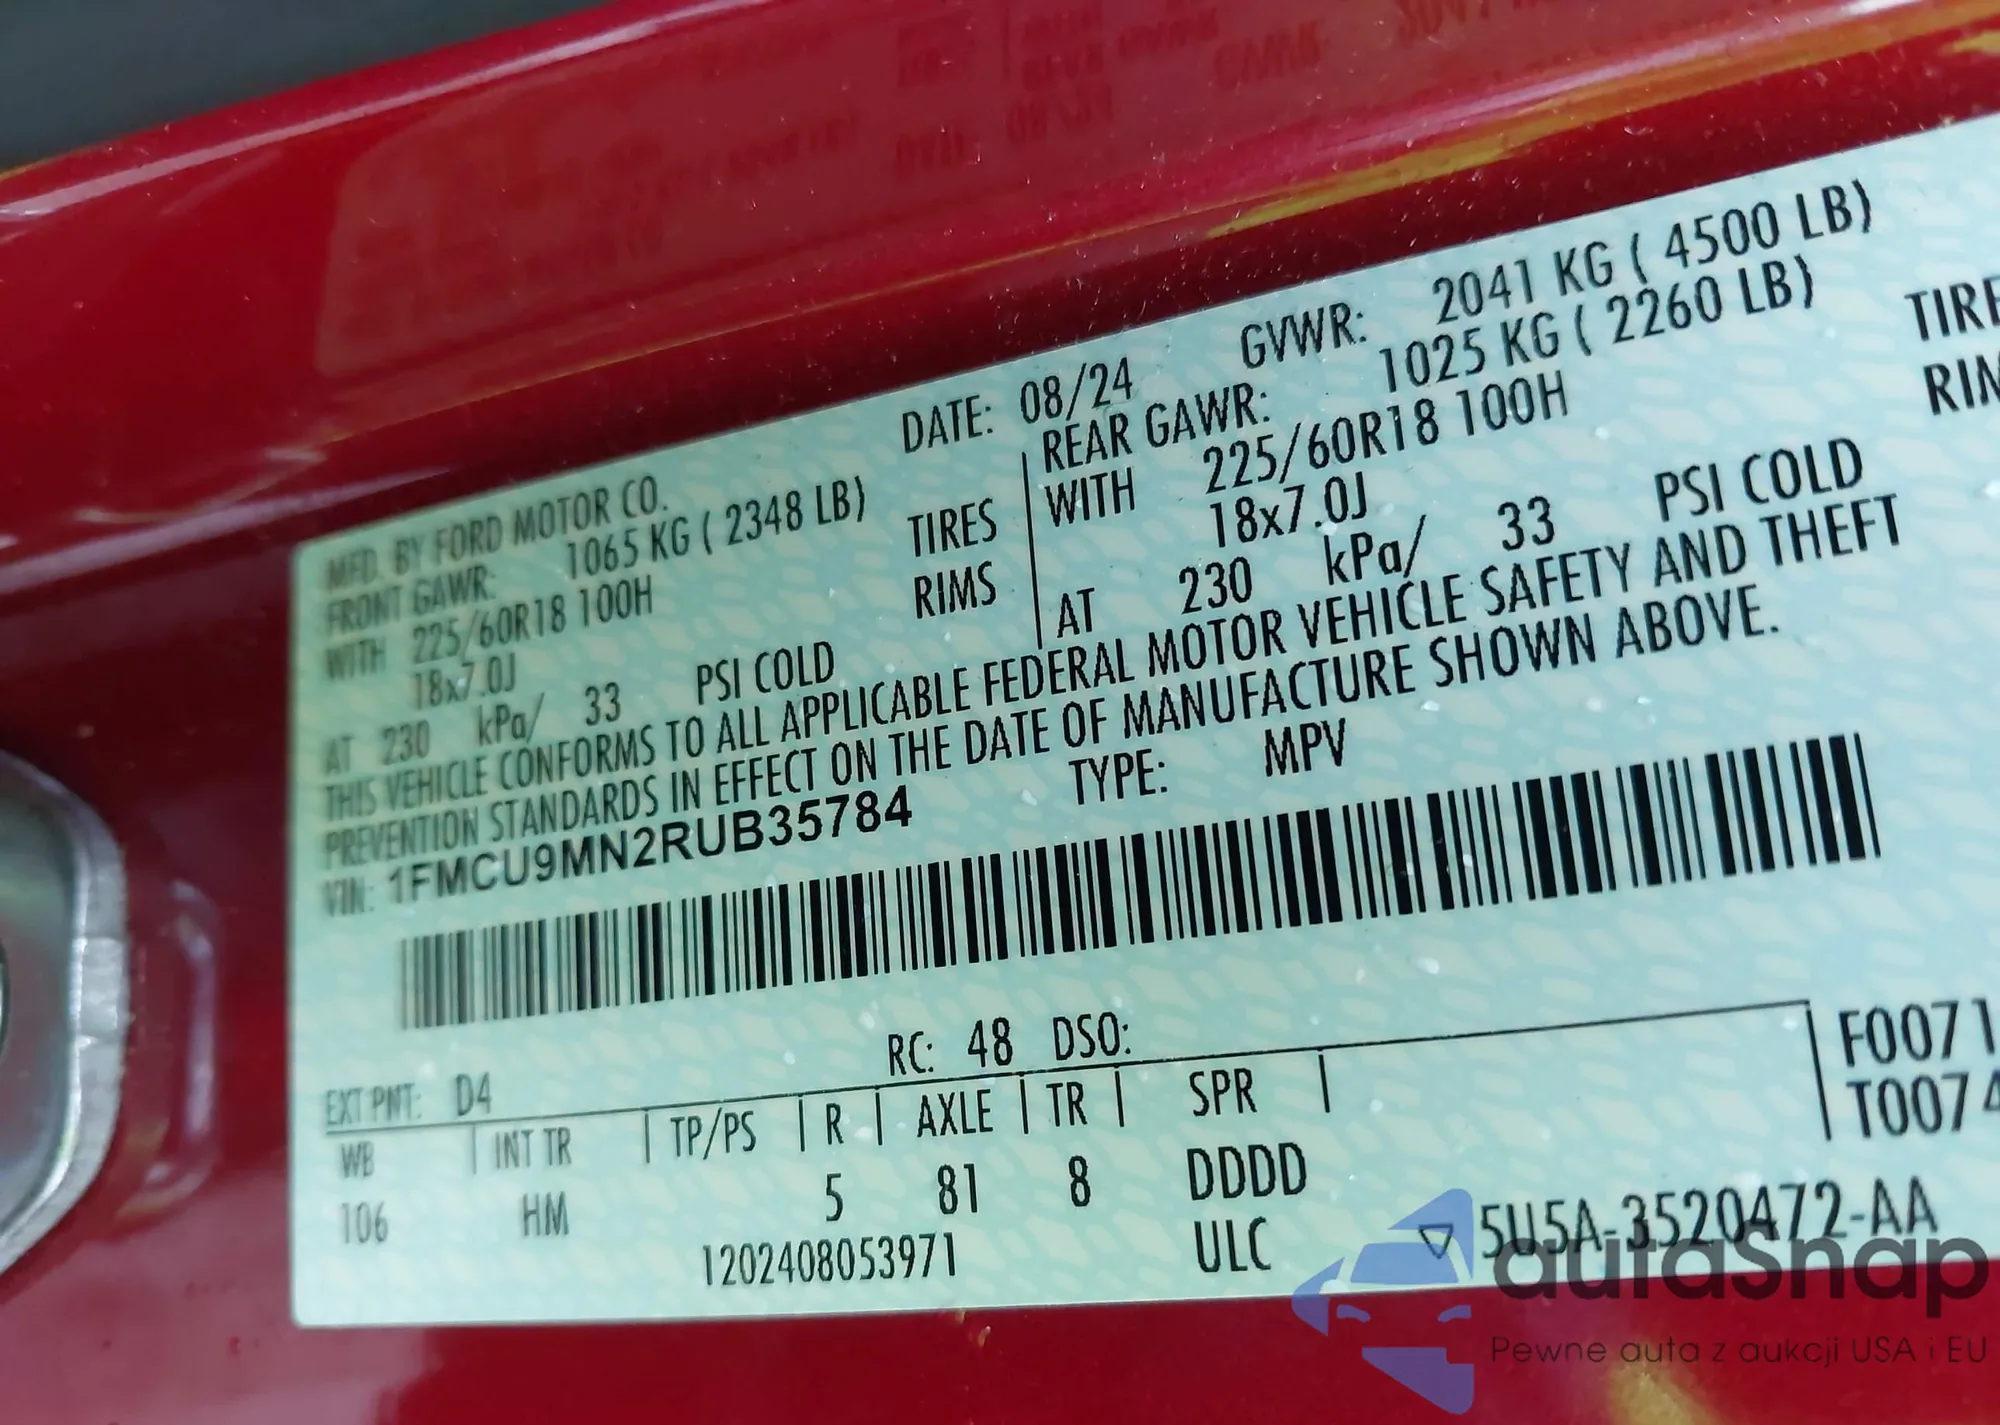 MFD. BY FORD MOTOR CO. DATE: 08/24 GVWR: 2041 KG ( 4500 LB)
FRONT GAWR: 1065 KG ( 2348 LB) REAR GAWR: 1025 KG ( 2260 LB)
WITH 225/60R18 100H TIRES WITH 225/60R18 100H TIRE
18x7.0J RIMS 18x7.0J RIM
AT 230 kPa/ 33 PSI COLD AT 230 kPa/ 33 PSI COLD
THIS VEHICLE CONFORMS TO ALL APPLICABLE FEDERAL MOTOR VEHICLE SAFETY AND THEFT
PREVENTION STANDARDS IN EFFECT ON THE DATE OF MANUFACTURE SHOWN ABOVE.
VIN: 1FMCU9MN2RUB35784 TYPE: MPV
EXT PNT: D4 RC: 48 DSO: F0071
WB INT TR TP/PS R AXLE TR SPR T0074
106 HM 5 81 8 DDDD
1202408053971 ULC 5U5A-3520472-AA
autaSnap
Pewne auta z aukcji USA i EU